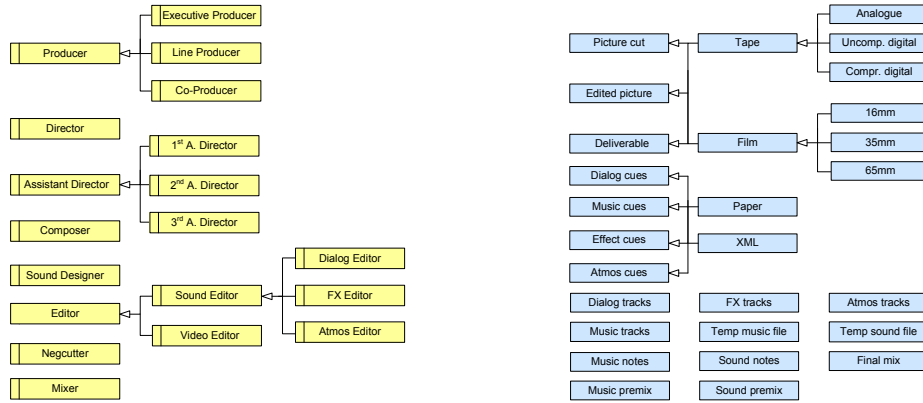 Executive Producer
Producer
Line Producer
Co-Producer
Director
1st A. Director
Assistant Director
2nd A. Director
3rd A. Director
Composer
Sound Designer
Dialog Editor
Sound Editor
FX Editor
Editor
Video Editor
Atmos Editor
Negcutter
Mixer
Analogue
Picture cut
Tape
Uncomp. digital
Compr. digital
Edited picture
16mm
Deliverable
Film
35mm
65mm
Dialog cues
Music cues
Paper
Effect cues
XML
Atmos cues
Dialog tracks
FX tracks
Atmos tracks
Music tracks
Temp music file
Temp sound file
Music notes
Sound notes
Final mix
Music premix
Sound premix